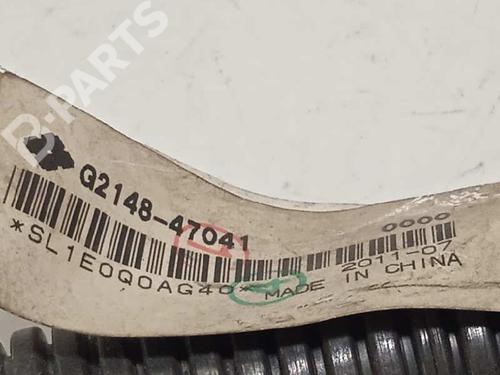 B-PARTS
G2148-47041
*SL1E0Q0AG40*
0000
2011-07
MADE IN CHINA